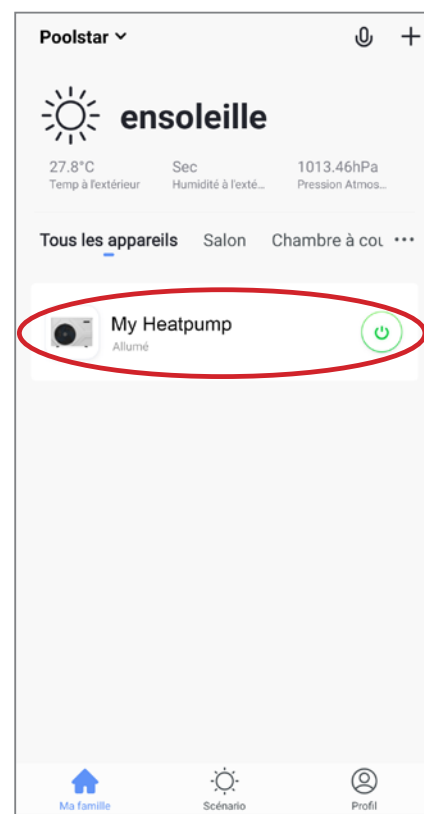 Poolstar
ensoleille
27.8°C Sec 1013.46hPa
Temp à l'extérieur Humidité à l'exté... Pression Atmos...
Tous les appareils Salon Chambre à cou
My Heatpump
Allumé
Ma famille Scénario Profil